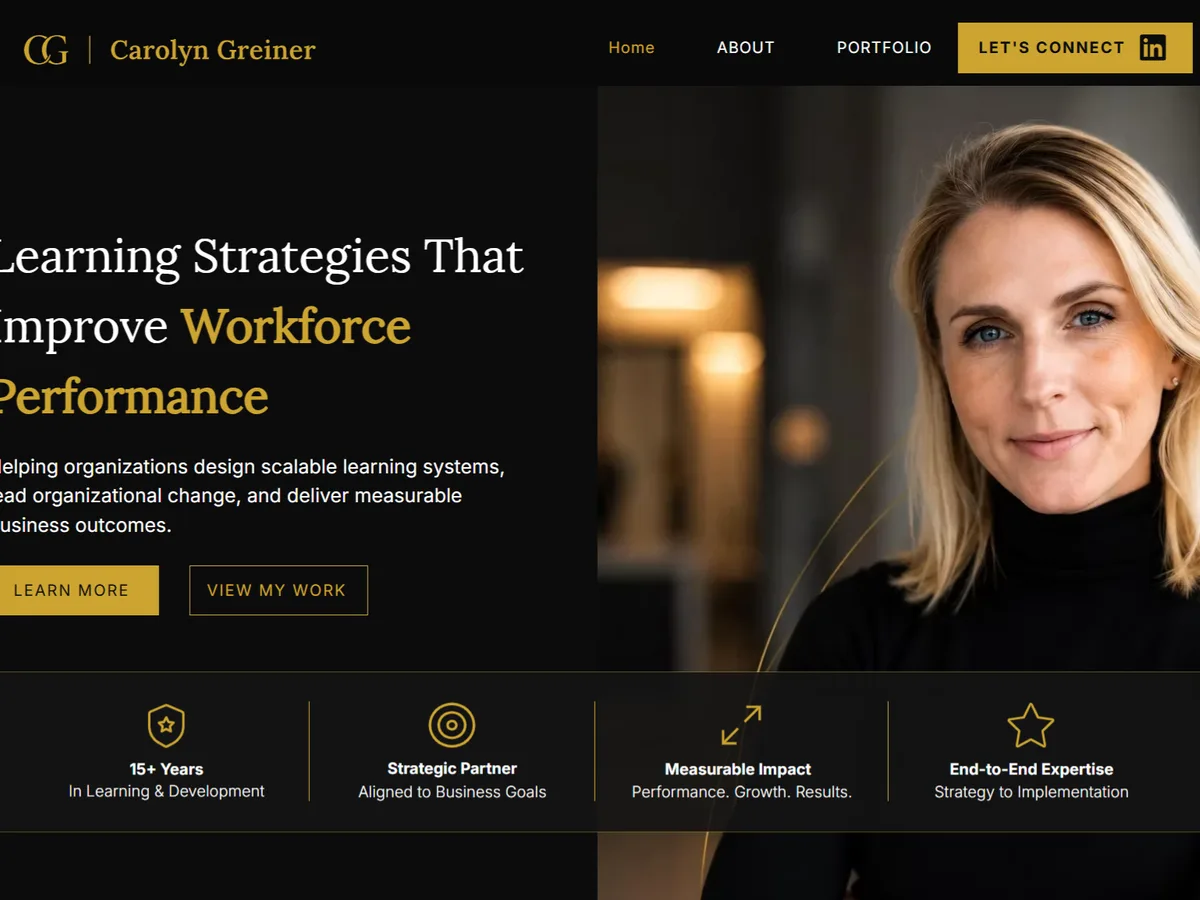 CG | Carolyn Greiner
Home
ABOUT
PORTFOLIO
LET'S CONNECT in
Learning Strategies That
Improve Workforce
Performance
elping organizations design scalable learning systems,
ead organizational change, and deliver measurable
usiness outcomes.
LEARN MORE
VIEW MY WORK
15+ Years
In Learning & Development
Strategic Partner
Aligned to Business Goals
Measurable Impact
Performance. Growth. Results.
End-to-End Expertise
Strategy to Implementation